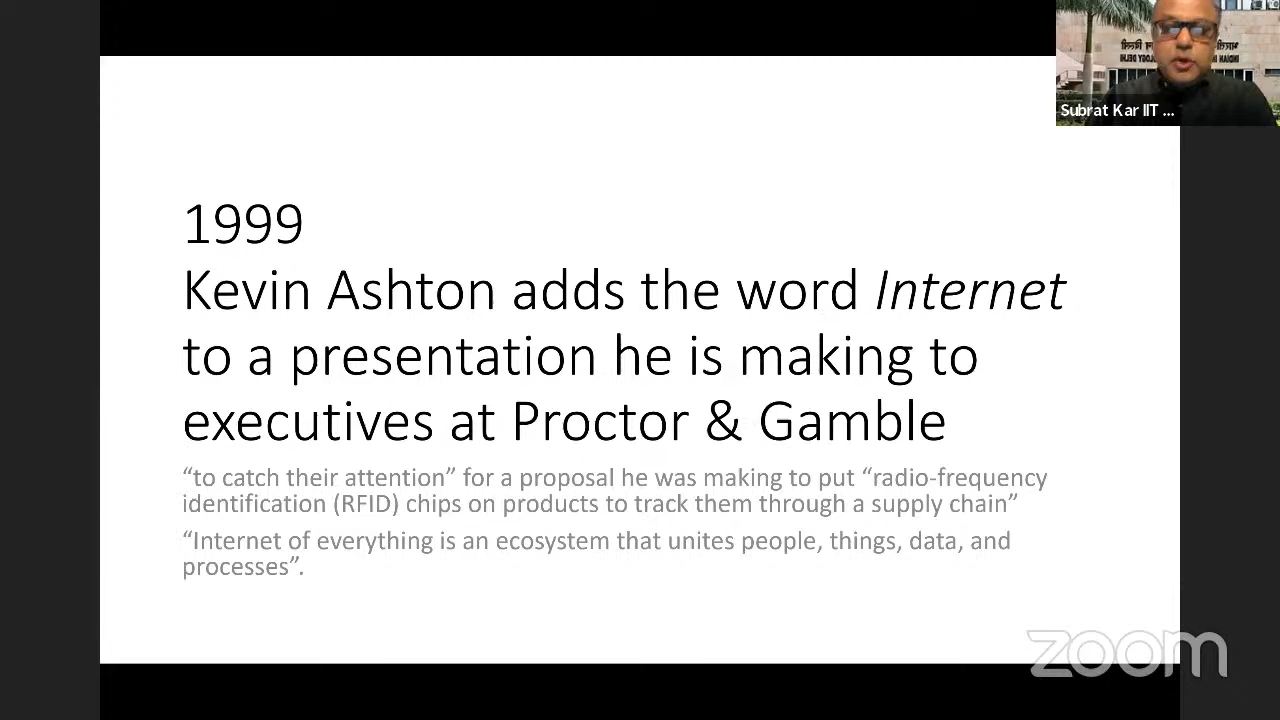 1999
Kevin Ashton adds the word Internet
to a presentation he is making to
executives at Proctor & Gamble
“to catch their attention” for a proposal he was making to put “radio-frequency
identification (RFID) chips on products to track them through a supply chain”
“Internet of everything is an ecosystem that unites people, things, data, and
processes”.
Subrat Kar IIT ...
zoom